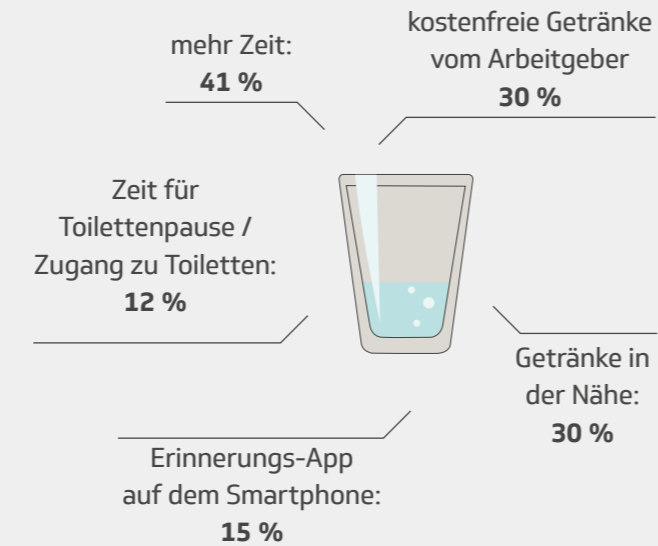 mehr Zeit:
41 %
kostenfreie Getränke
vom Arbeitgeber
30 %
Zeit für
Toilettenpause /
Zugang zu Toiletten:
12 %
Getränke in
der Nähe:
30 %
Erinnerungs-App
auf dem Smartphone:
15 %